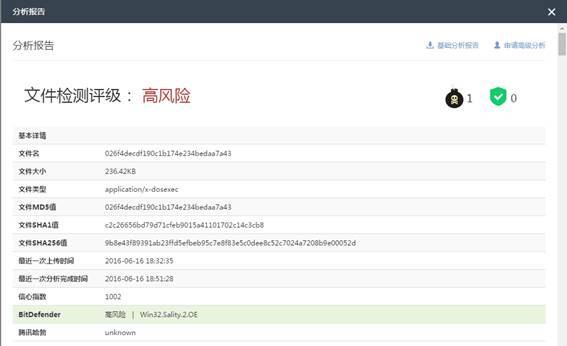 分析报告
分析报告 基础分析报告 申请高级分析
文件检测评级： 高风险 1 0
基本详情
文件名 026f4decdf190c1b174e234bedaa7a43
文件大小 236.42KB
文件类型 application/x-dosexec
文件MD5值 026f4decdf190c1b174e234bedaa7a43
文件SHA1值 c2c26656bd79d71cfeb9015a41101702c14c3cb8
文件SHA256值 9b8e43f89391ab23ffd5efbeb95c7e8f83e5c0dee8c52c7024a7208b9e00052d
最近一次上传时间 2016-06-16 18:32:35
最近一次分析完成时间 2016-06-16 18:51:28
信心指数 1002
BitDefender 高风险 | Win32.Sality.2.OE
腾讯哈勃 unknown